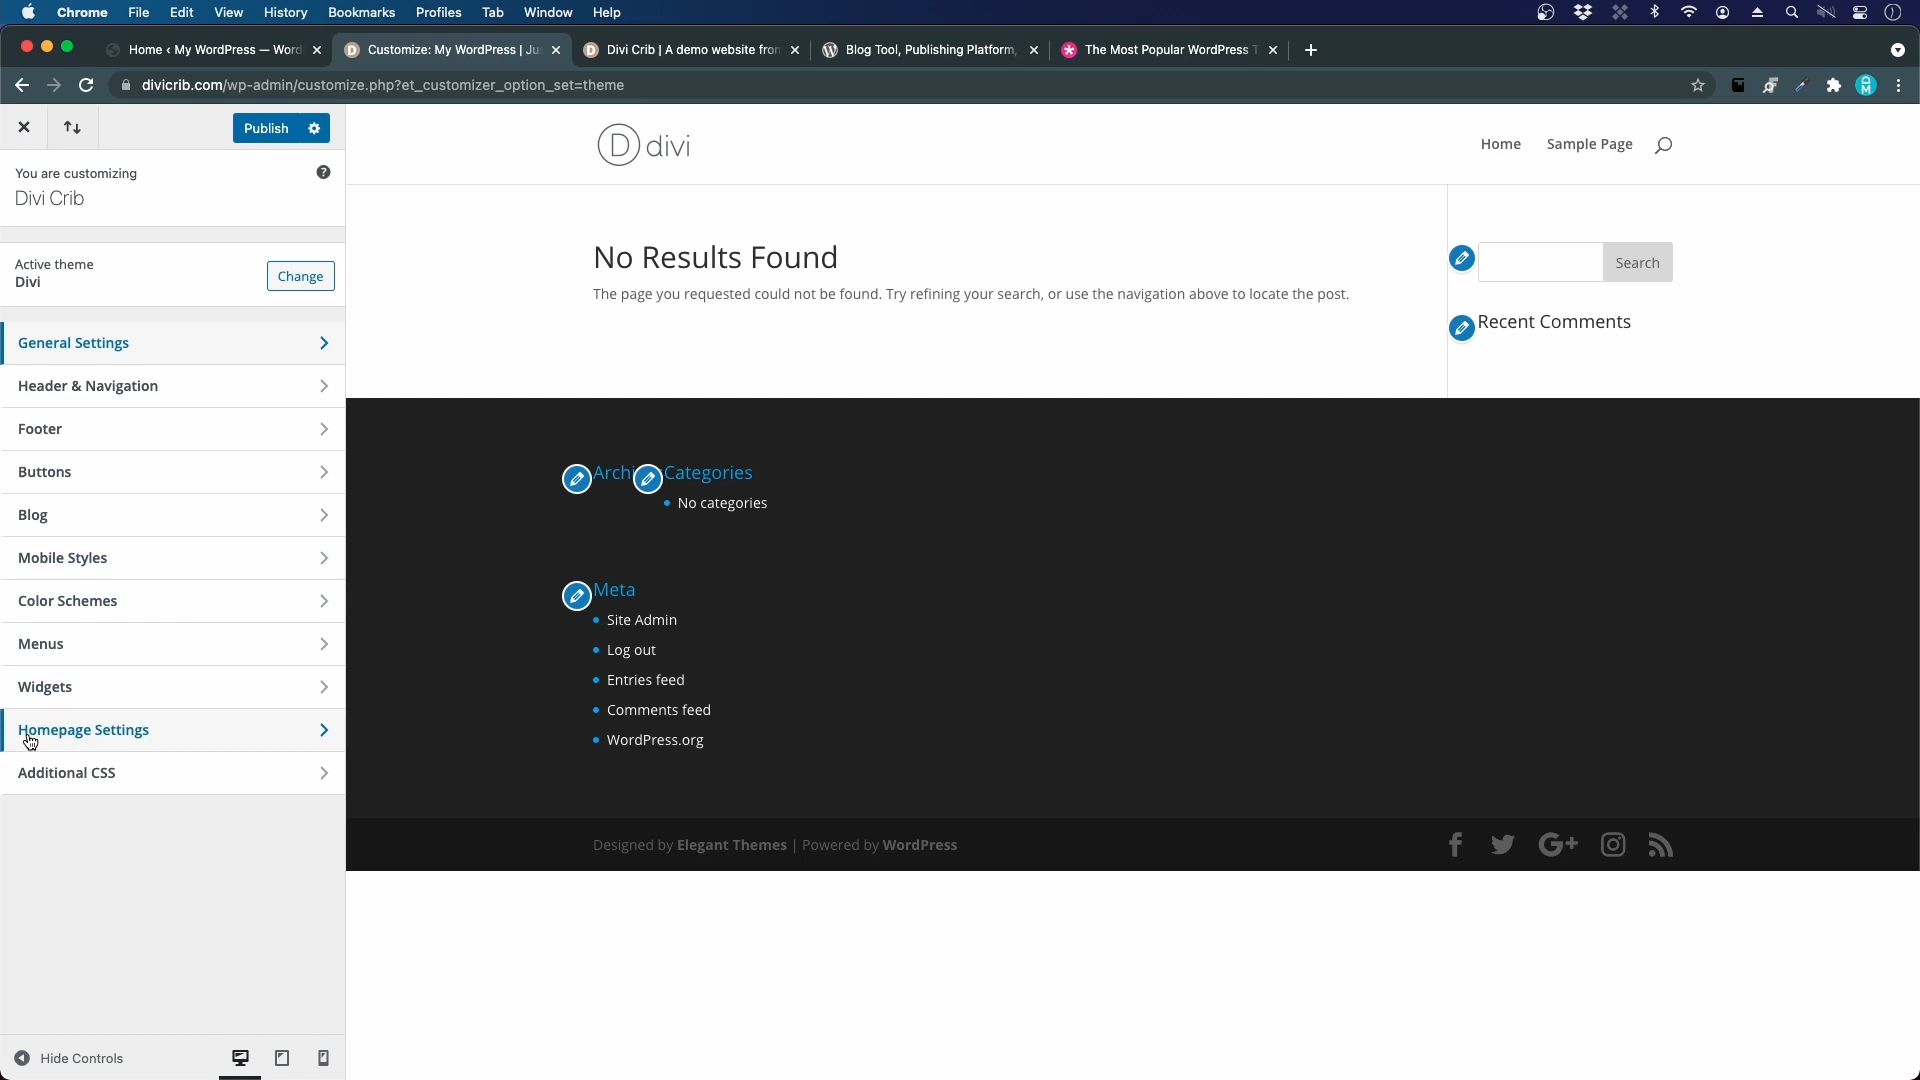 Chrome File Edit View History Bookmarks Profiles Tab Window Help
Home ‹ My WordPress — Word
Customize: My WordPress | Jus
Divi Crib | A demo website from
Blog Tool, Publishing Platform,
The Most Popular WordPress T
divicrib.com/wp-admin/customize.php?et_customizer_option_set=theme
Publish
You are customizing
Divi Crib
Active theme
Divi
Change
General Settings
Header & Navigation
Footer
Buttons
Blog
Mobile Styles
Color Schemes
Menus
Widgets
Homepage Settings
Additional CSS
Hide Controls
D divi
Home Sample Page
No Results Found
The page you requested could not be found. Try refining your search, or use the navigation above to locate the post.
Search
Recent Comments
Categories
No categories
Meta
Site Admin
Log out
Entries feed
Comments feed
WordPress.org
Designed by Elegant Themes | Powered by WordPress